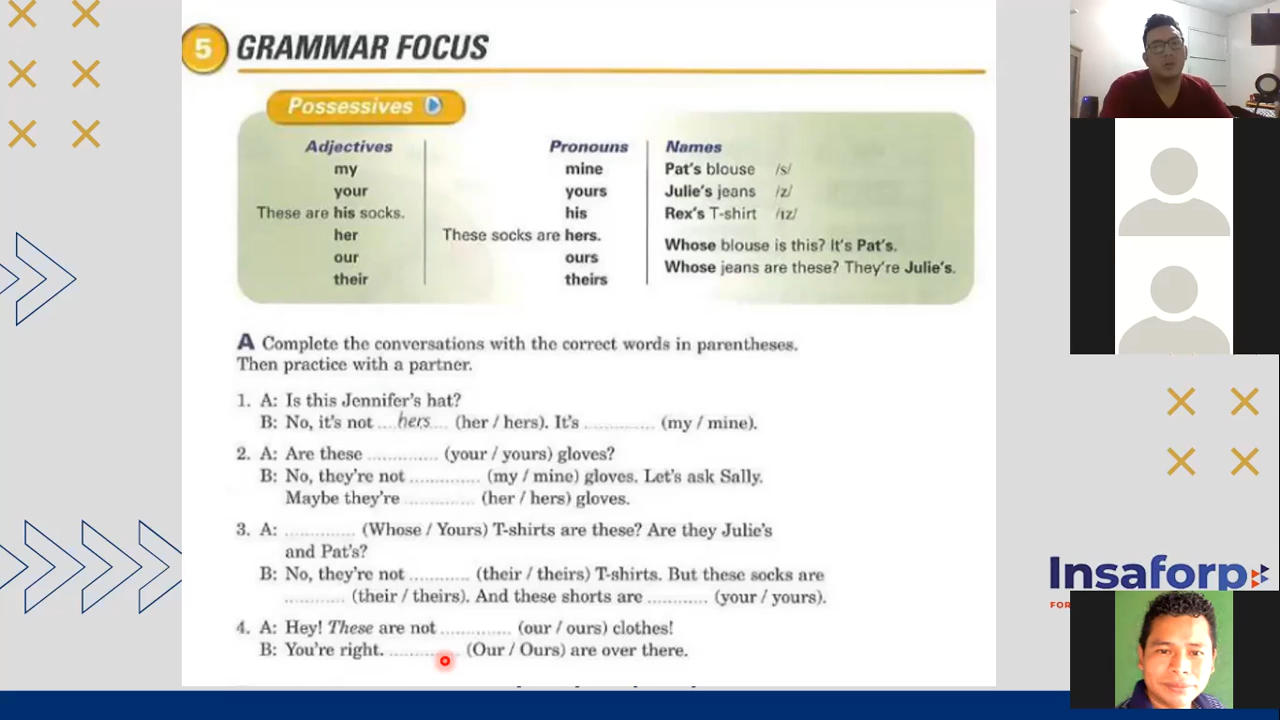 5 GRAMMAR FOCUS
Possessives
Adjectives
my
your
These are his socks.
her
our
their
Pronouns
mine
yours
his
These socks are hers.
ours
theirs
Names
Pat's blouse /s/
Julie's jeans /z/
Rex's T-shirt /ɪz/
Whose blouse is this? It's Pat's.
Whose jeans are these? They're Julie's.
A Complete the conversations with the correct words in parentheses.
Then practice with a partner.
1. A: Is this Jennifer's hat?
B: No, it's not ...hers... (her / hers). It's ............ (my / mine).
2. A: Are these ............ (your / yours) gloves?
B: No, they're not ............ (my / mine) gloves. Let's ask Sally.
Maybe they're ............ (her / hers) gloves.
3. A: ............ (Whose / Yours) T-shirts are these? Are they Julie's
and Pat's?
B: No, they're not ............ (their / theirs) T-shirts. But these socks are
............ (their / theirs). And these shorts are ............ (your / yours).
4. A: Hey! These are not ............ (our / ours) clothes!
B: You're right. ............ (Our / Ours) are over there.
Insaforp
FOR